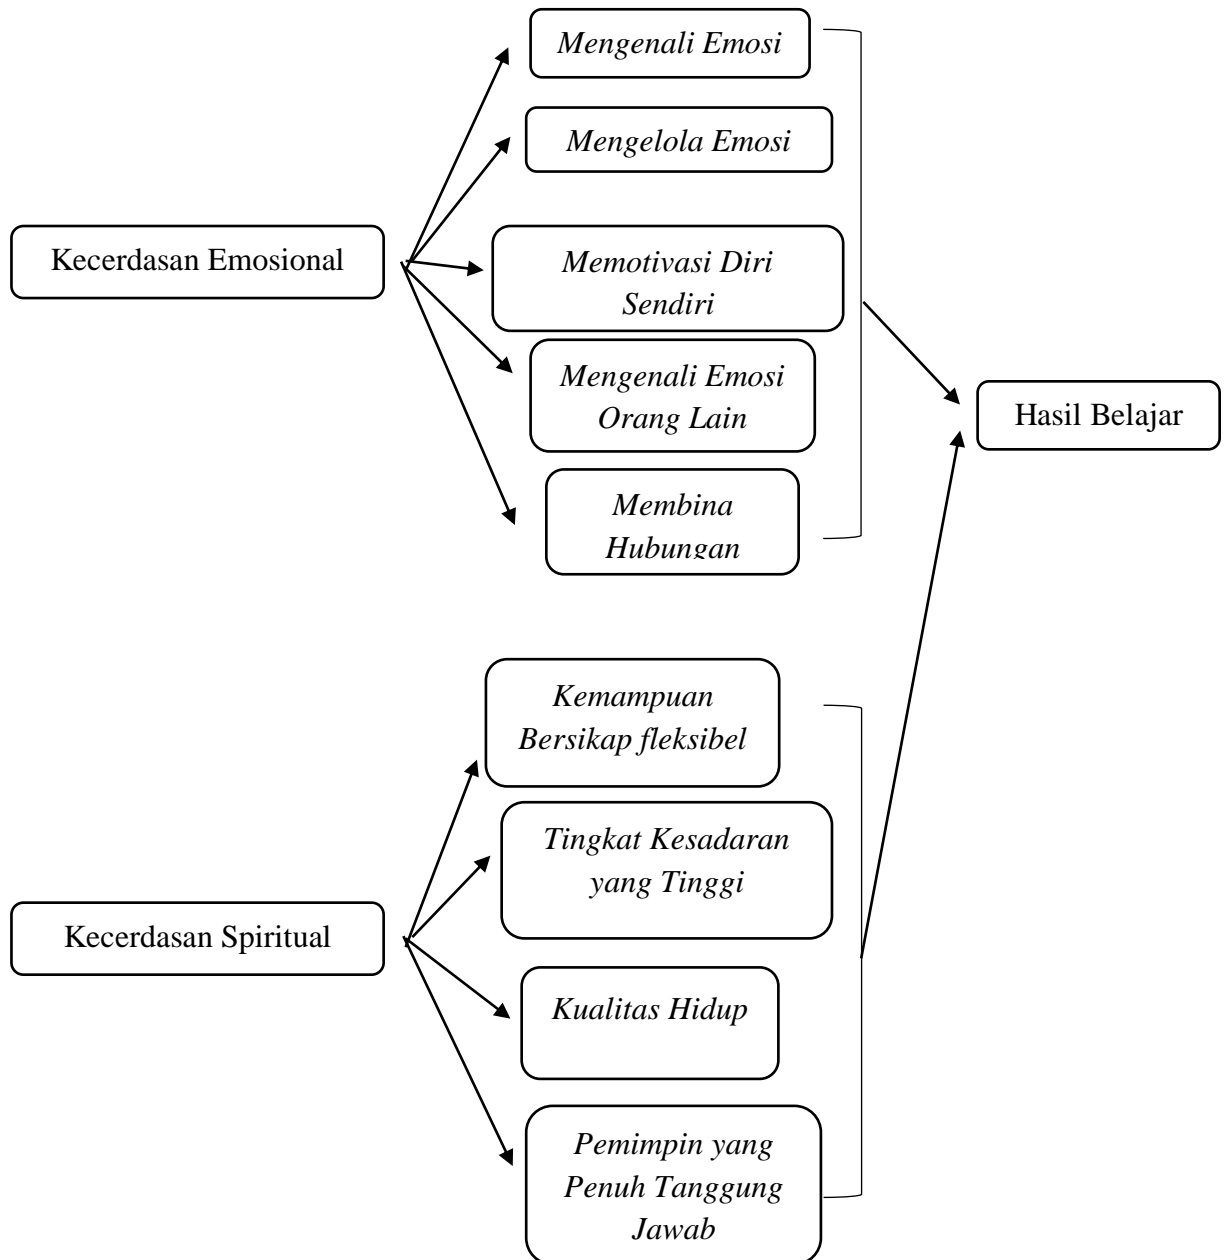 Mengenali Emosi
Mengelola Emosi
Kecerdasan Emosional
Memotivasi Diri
Sendiri
Mengenali Emosi
Orang Lain
Hasil Belajar
Membina
Hubungan
Kemampuan
Bersikap fleksibel
Tingkat Kesadaran
yang Tinggi
Kecerdasan Spiritual
Kualitas Hidup
Pemimpin yang
Penuh Tanggung
Jawab